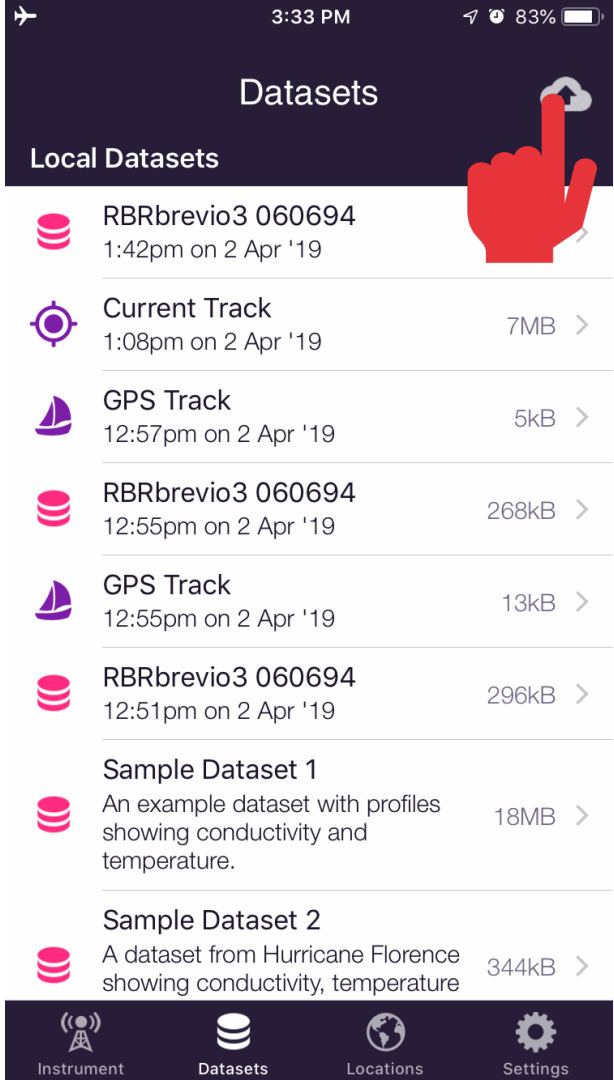 3:33 PM
83%
Datasets
Local Datasets
RBRbrevio3 060694
1:42pm on 2 Apr '19
Current Track
1:08pm on 2 Apr '19
7MB
GPS Track
12:57pm on 2 Apr '19
5kB
RBRbrevio3 060694
12:55pm on 2 Apr '19
268kB
GPS Track
12:55pm on 2 Apr '19
13kB
RBRbrevio3 060694
12:51pm on 2 Apr '19
296kB
Sample Dataset 1
An example dataset with profiles
showing conductivity and
temperature.
18MB
Sample Dataset 2
A dataset from Hurricane Florence
showing conductivity, temperature
344kB
Instrument
Datasets
Locations
Settings